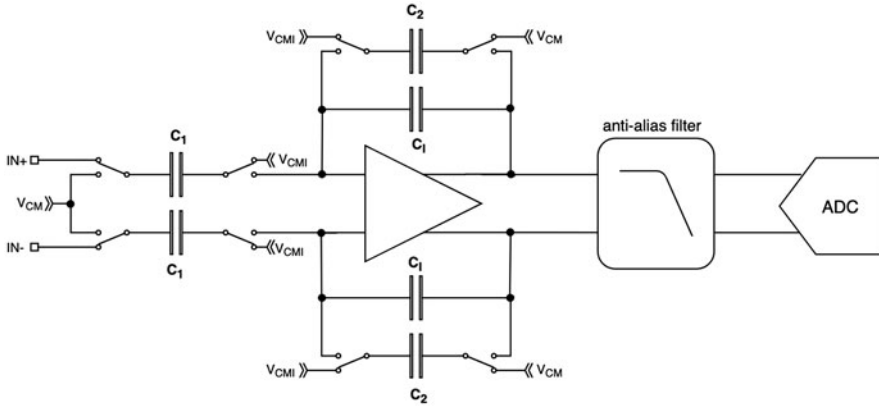 C2
VCMI
VCM
anti-alias filter
C1
CI
IN+
VCMI
VCM
ADC
IN-
VCMI
C1
CI
VCMI
VCM
C2